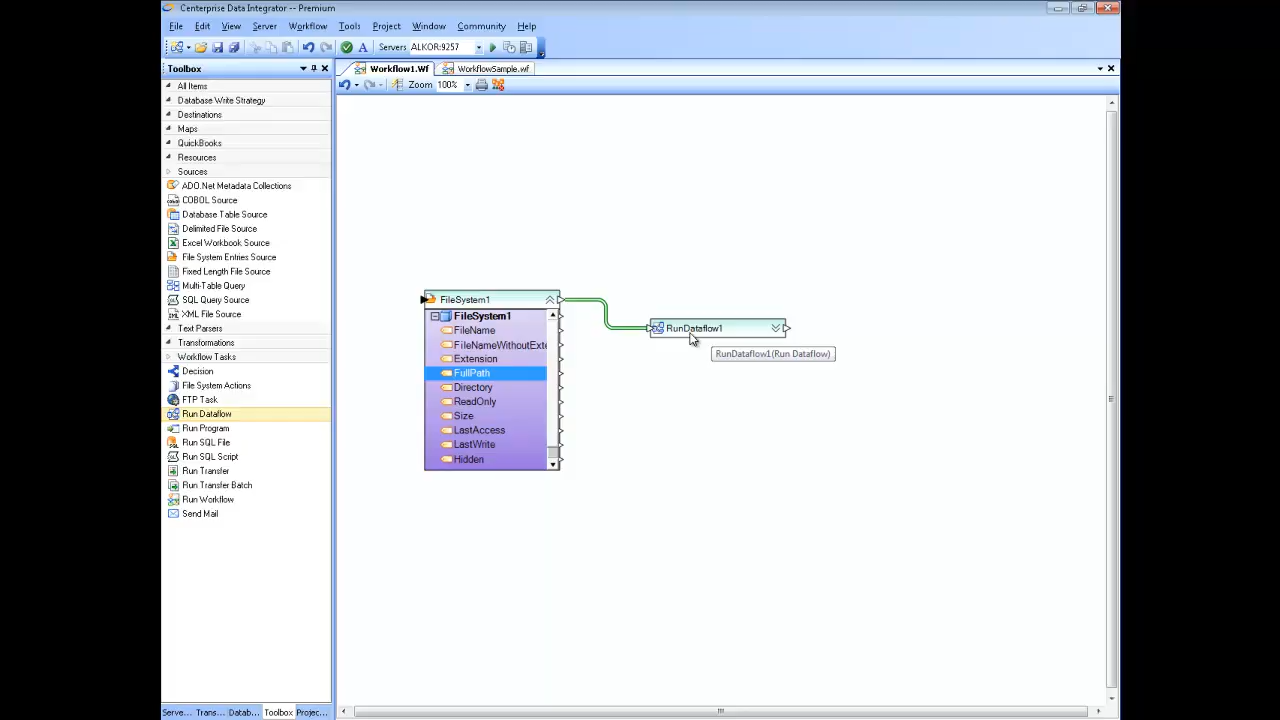 Centerprise Data Integrator -- Premium
File Edit View Server Workflow Tools Project Window Community Help
Servers ALKOR:9257
Toolbox
Workflow1.Wf WorkflowSample.wf
Zoom 100%
All Items
Database Write Strategy
Destinations
Maps
QuickBooks
Resources
Sources
ADO.Net Metadata Collections
COBOL Source
Database Table Source
Delimited File Source
Excel Workbook Source
File System Entries Source
Fixed Length File Source
Multi-Table Query
SQL Query Source
XML File Source
Text Parsers
Transformations
Workflow Tasks
Decision
File System Actions
FTP Task
Run Dataflow
Run Program
Run SQL File
Run SQL Script
Run Transfer
Run Transfer Batch
Run Workflow
Send Mail
FileSystem1
FileSystem1
FileName
FileNameWithoutExte
Extension
FullPath
Directory
ReadOnly
Size
LastAccess
LastWrite
Hidden
RunDataflow1
RunDataflow1(Run Dataflow)
Serve... Trans... Datab... Toolbox Projec...